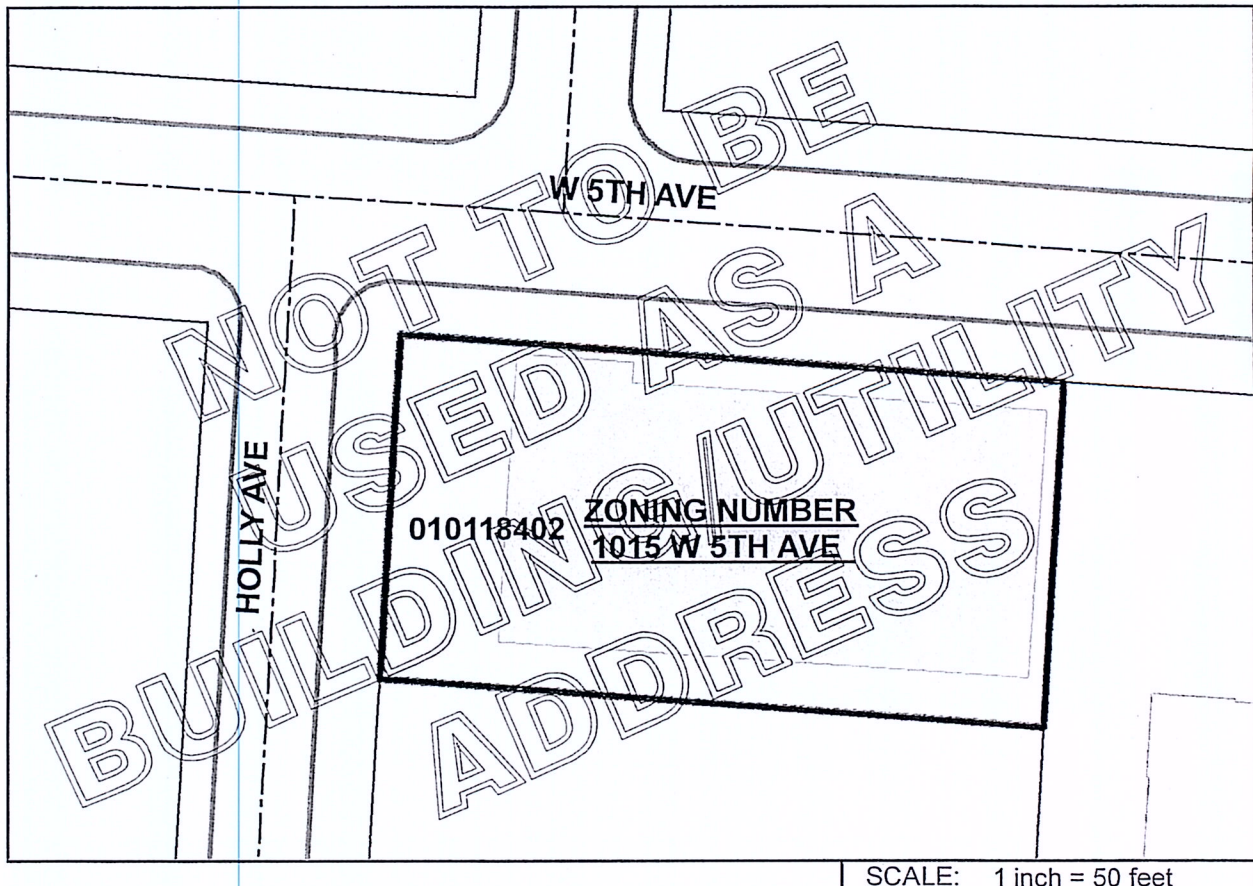 W 5TH AVE
NOT TO BE
USED AS A
BUILDING/UTILITY
ADDRESS
HOLLY AVE
010118402
ZONING NUMBER
1015 W 5TH AVE
SCALE: 1 inch = 50 feet